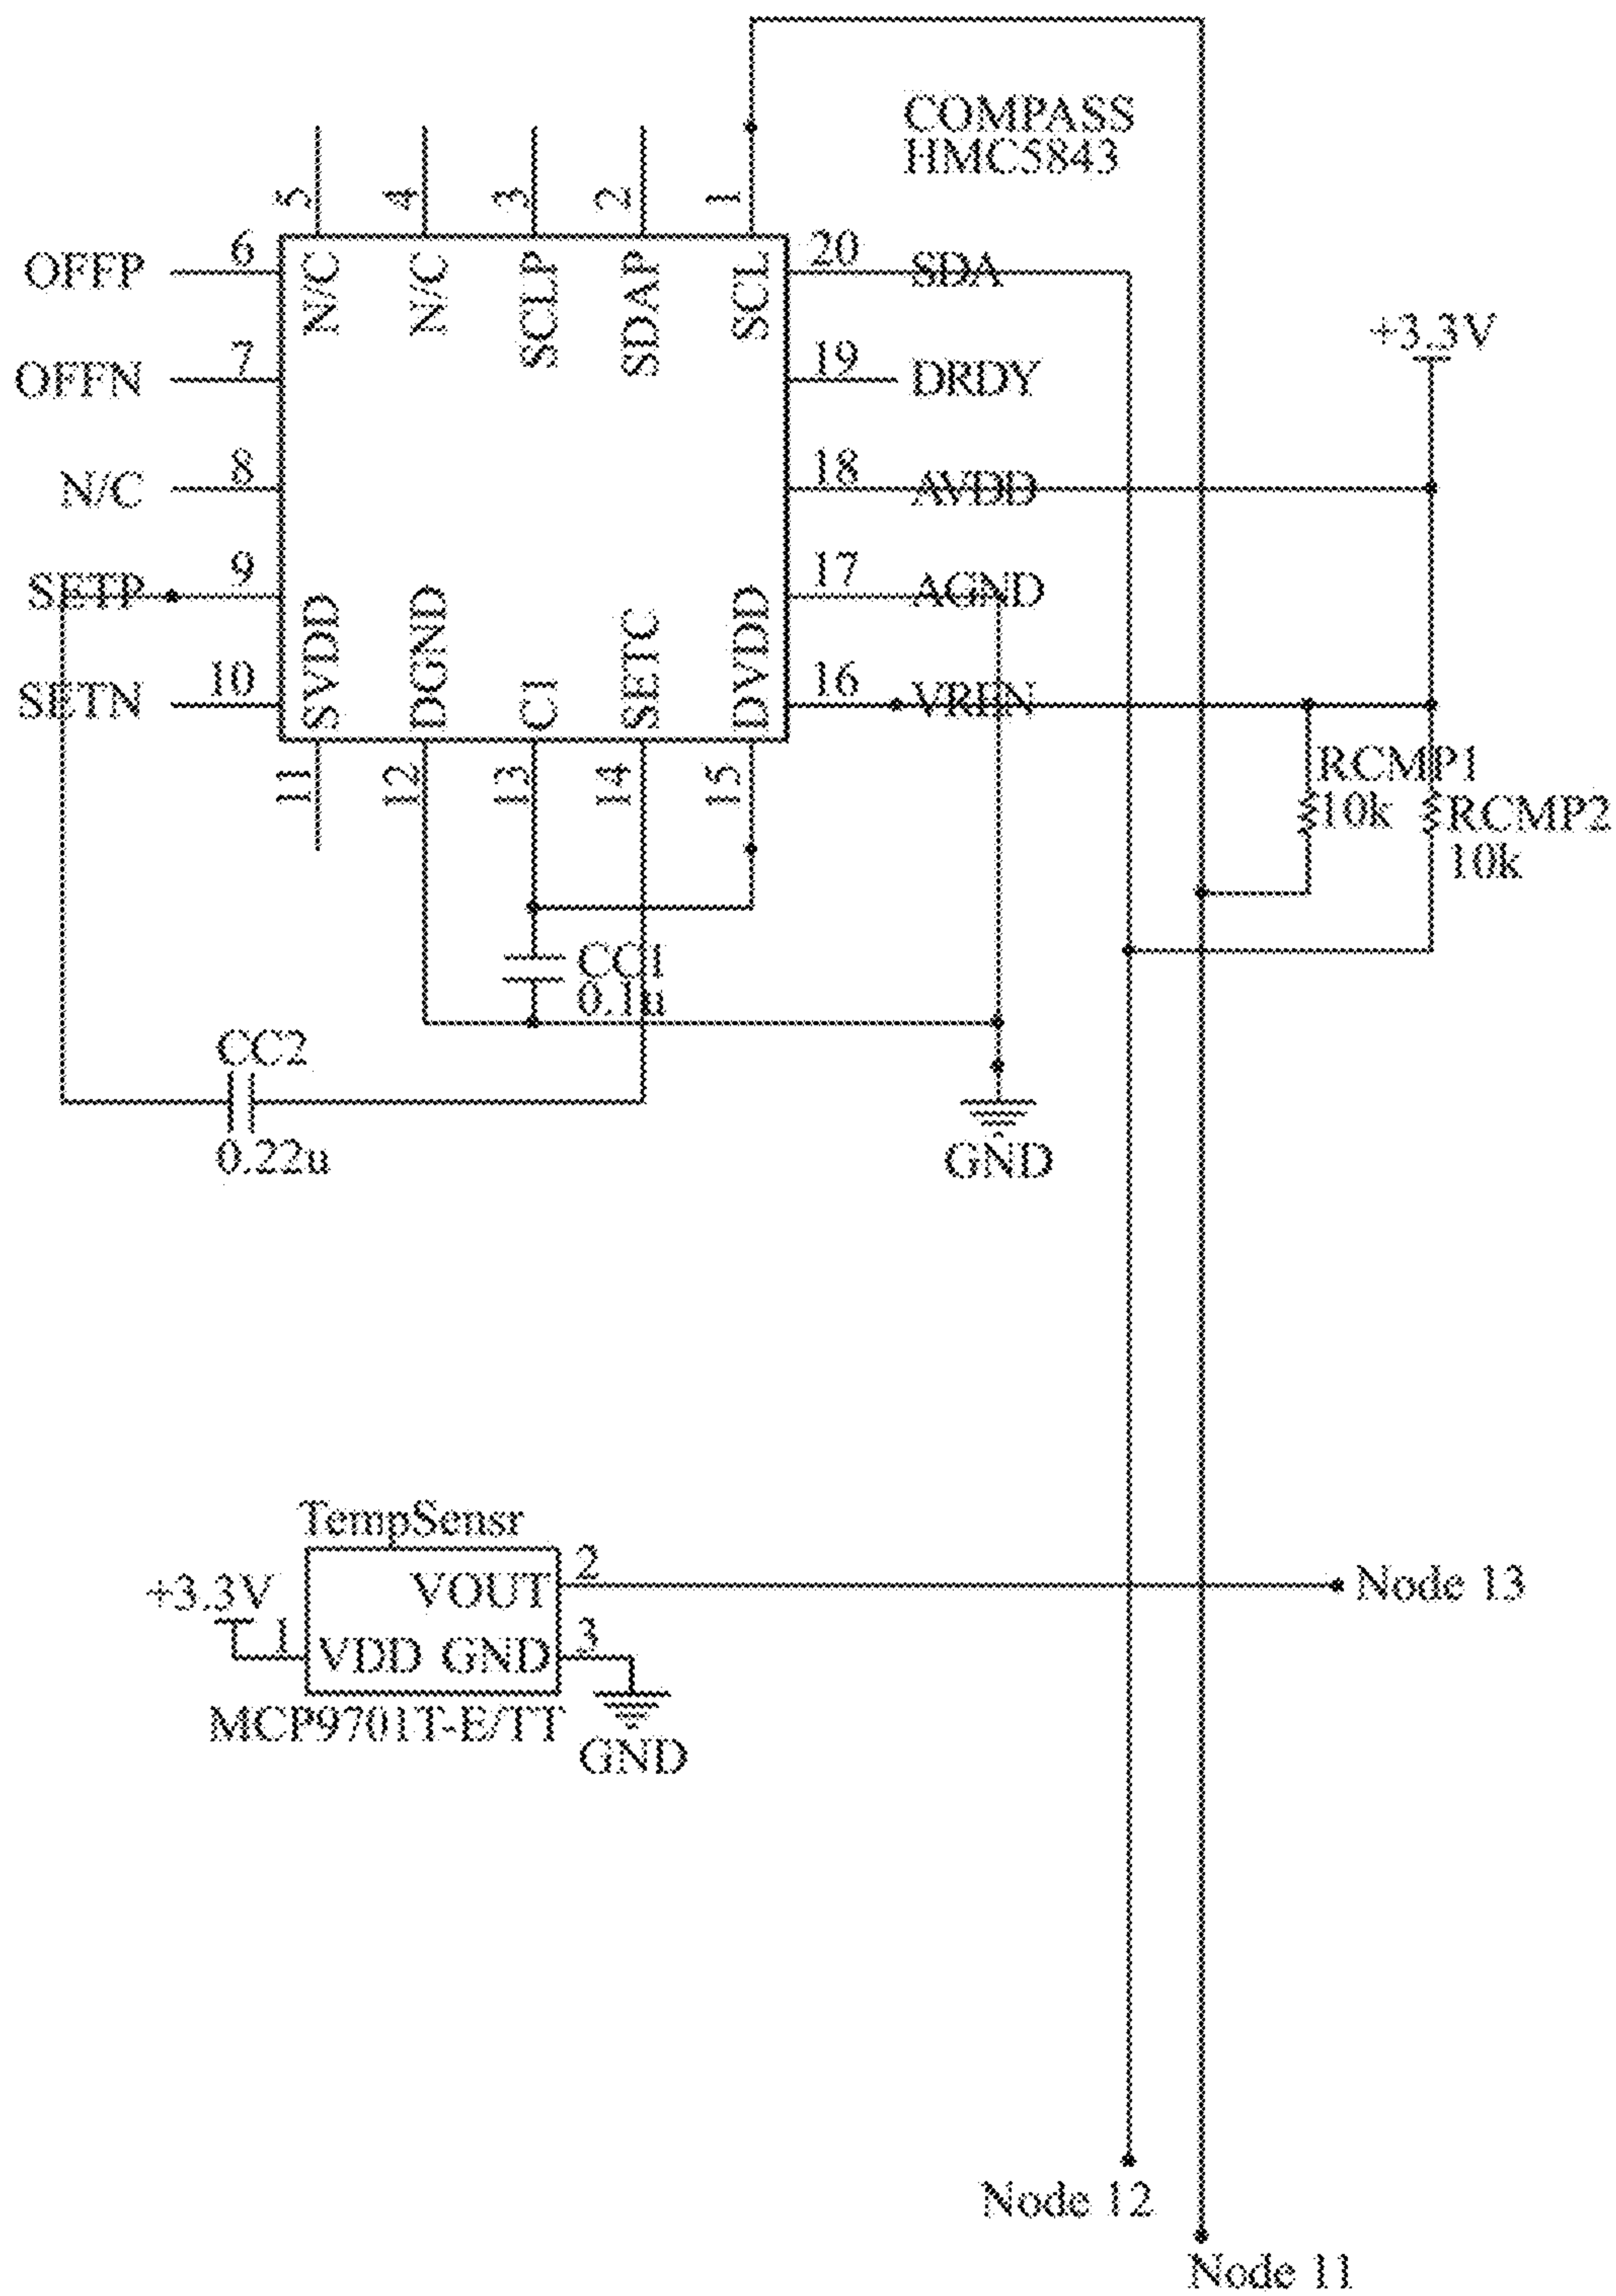 COMPASS
HMC5843
5
4
3
2
1
OFFP
6
N/C
N/C
SCLP
SDAP
SCL
20
SDA
+3.3V
OFFN
7
19
DRDY
N/C
8
18
AVDD
SETP
9
17
AGND
SETN
10
SVDD
DGND
C1
SETC
DVDD
16
VREN
11
12
13
14
15
RCMP1
10k
RCMP2
10k
CC1
0.1u
CC2
0.22u
GND
TempSensr
+3.3V
1
VOUT
2
Node 13
VDD GND
3
MCP9701T-E/TT
GND
Node 12
Node 11